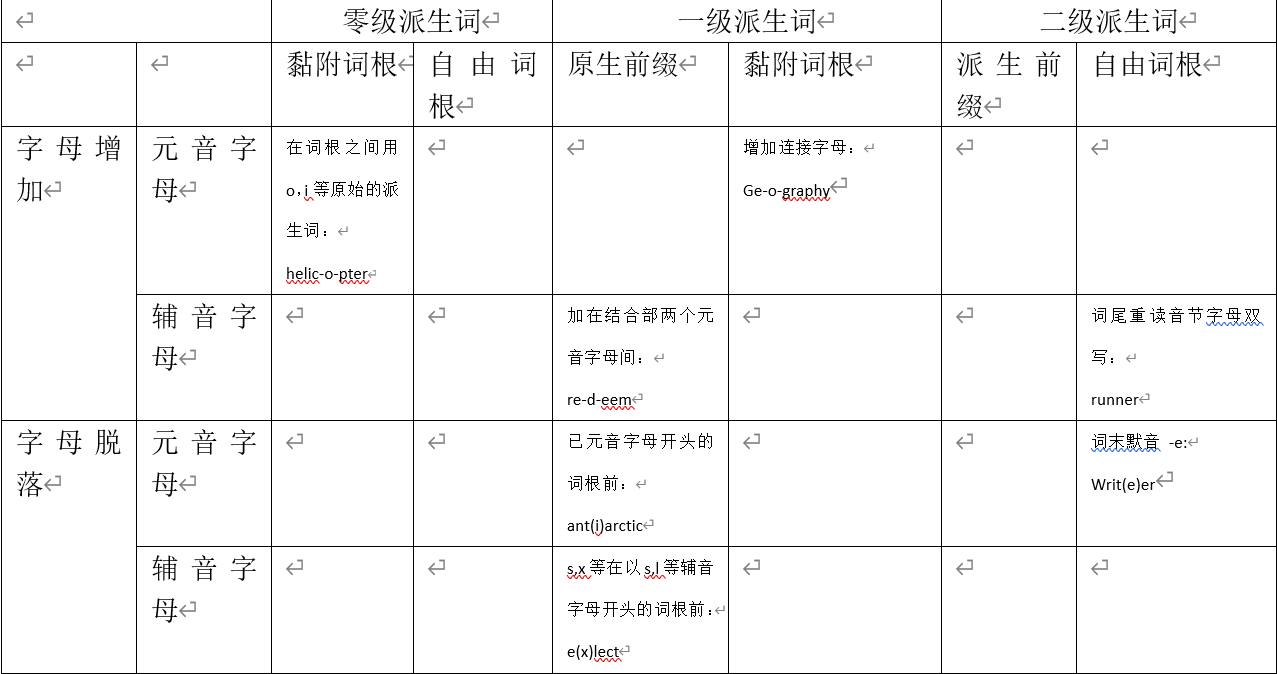 零级派生词 一级派生词 二级派生词
黏附词根 自由词根 原生前缀 黏附词根 派生前缀 自由词根
字母增加
元音字母
在词根之间用
o，i 等原始的派
生词：
helic-o-pter
增加连接字母：
Ge-o-graphy
辅音字母
加在结合部两个元
音字母间：
re-d-eem
词尾重读音节字母双
写：
runner
字母脱落
元音字母
已元音字母开头的
词根前：
ant(i)arctic
词末默音 -e:
Writ(e)er
辅音字母
s,x 等在以 s,l 等辅音
字母开头的词根前：
e(x)lect